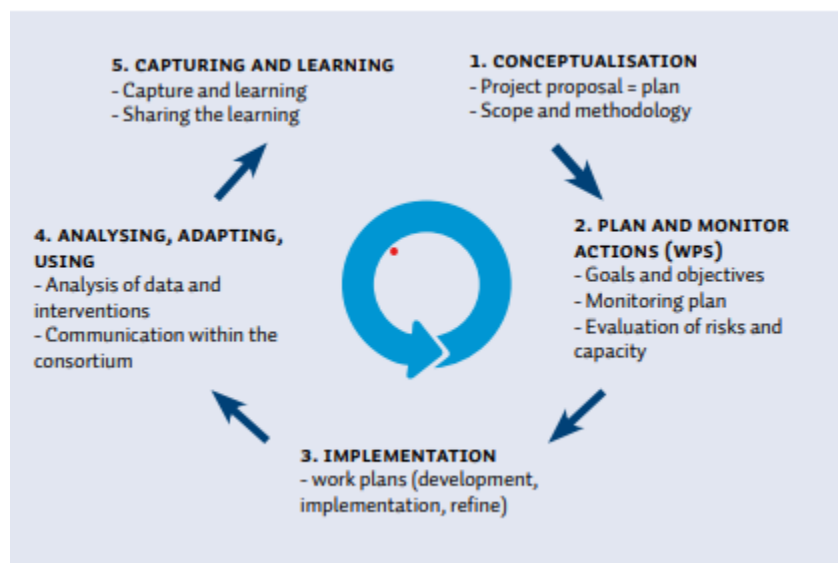 1. CONCEPTUALISATION
- Project proposal = plan
- Scope and methodology
2. PLAN AND MONITOR
ACTIONS (WPS)
- Goals and objectives
- Monitoring plan
- Evaluation of risks and
capacity
3. IMPLEMENTATION
- work plans (development,
implementation, refine)
4. ANALYSING, ADAPTING,
USING
- Analysis of data and
interventions
- Communication within the
consortium
5. CAPTURING AND LEARNING
- Capture and learning
- Sharing the learning